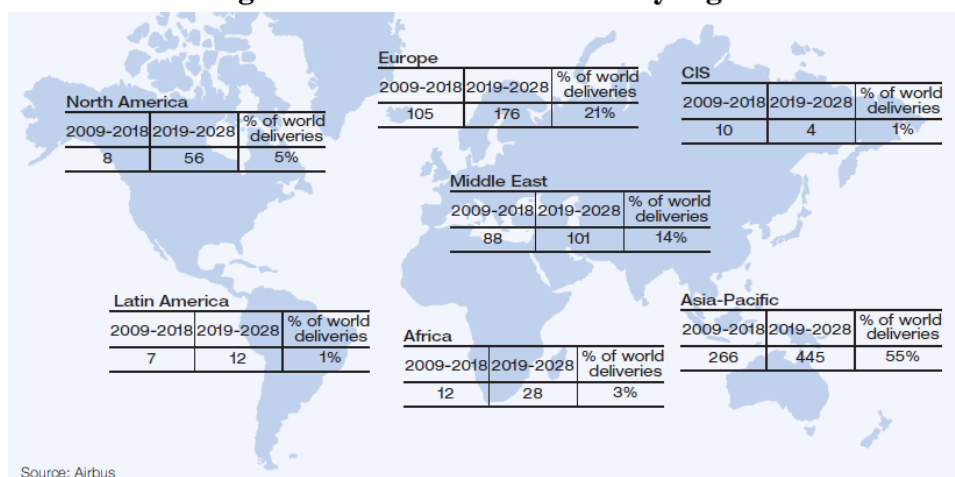 Europe
2009-2018 2019-2028 % of world deliveries
105 176 21%
CIS
2009-2018 2019-2028 % of world deliveries
10 4 1%
North America
2009-2018 2019-2028 % of world deliveries
8 56 5%
Middle East
2009-2018 2019-2028 % of world deliveries
88 101 14%
Latin America
2009-2018 2019-2028 % of world deliveries
7 12 1%
Africa
2009-2018 2019-2028 % of world deliveries
12 28 3%
Asia-Pacific
2009-2018 2019-2028 % of world deliveries
266 445 55%
Source: Airbus